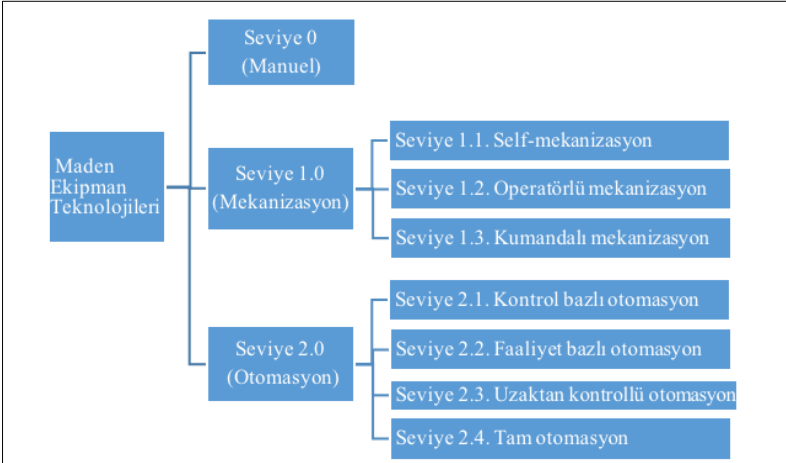 Maden
Ekipman
Teknolojileri
Seviye 0
(Manuel)
Seviye 1.0
(Mekanizasyon)
Seviye 1.1. Self-mekanizasyon
Seviye 1.2. Operatörlü mekanizasyon
Seviye 1.3. Kumandalı mekanizasyon
Seviye 2.0
(Otomasyon)
Seviye 2.1. Kontrol bazlı otomasyon
Seviye 2.2. Faaliyet bazlı otomasyon
Seviye 2.3. Uzaktan kontrollü otomasyon
Seviye 2.4. Tam otomasyon